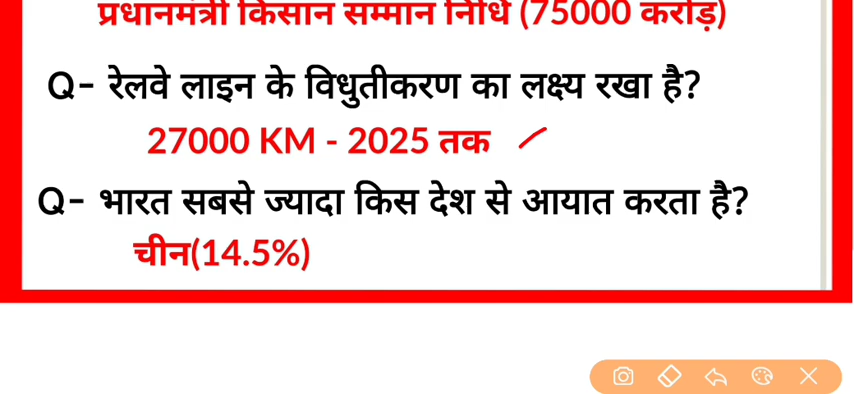 प्रधानमंत्री किसान सम्मान निधि (75000 करोड़)
Q- रेलवे लाइन के विधुतीकरण का लक्ष्य रखा है?
27000 KM - 2025 तक
Q- भारत सबसे ज्यादा किस देश से आयात करता है?
चीन(14.5%)